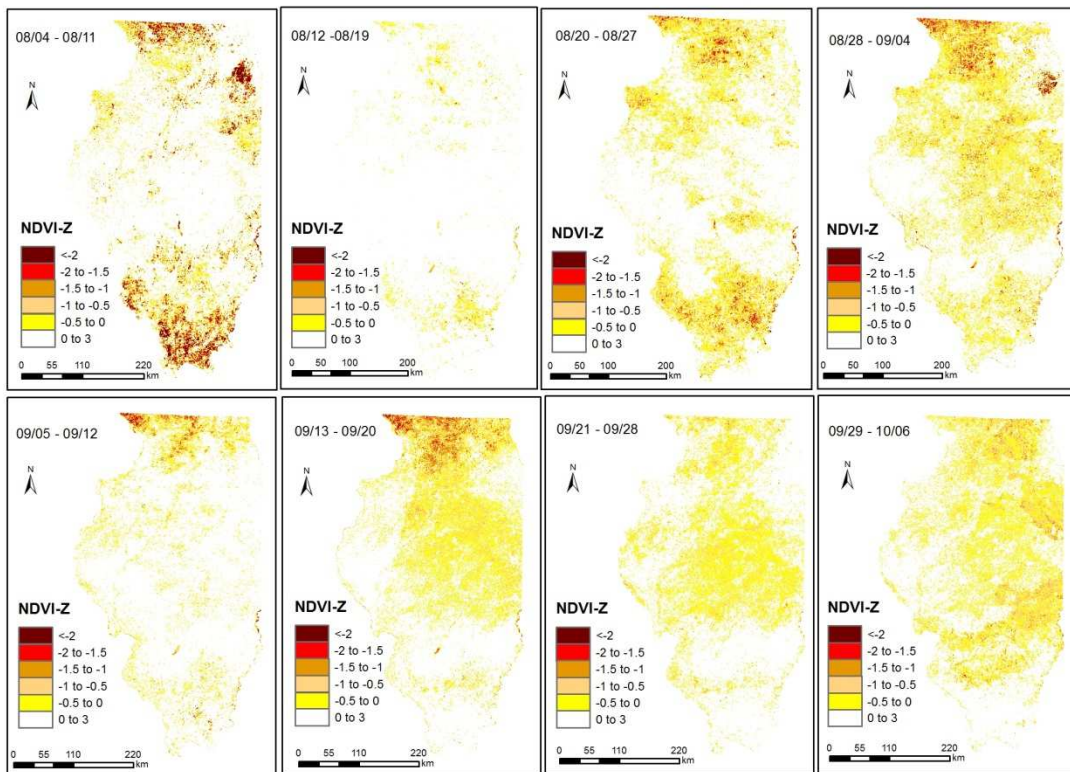 08/04 - 08/11
N
NDVI-Z
<-2
-2 to -1.5
-1.5 to -1
-1 to -0.5
-0.5 to 0
0 to 3
0 55 110 220
km
08/12 -08/19
N
NDVI-Z
<-2
-2 to -1.5
-1.5 to -1
-1 to -0.5
-0.5 to 0
0 to 3
0 50 100 200
km
08/20 - 08/27
N
NDVI-Z
<-2
-2 to -1.5
-1.5 to -1
-1 to -0.5
-0.5 to 0
0 to 3
0 50 100 200
km
08/28 - 09/04
N
NDVI-Z
<-2
-2 to -1.5
-1.5 to -1
-1 to -0.5
-0.5 to 0
0 to 3
0 50 100 200
km
09/05 - 09/12
N
NDVI-Z
<-2
-2 to -1.5
-1.5 to -1
-1 to -0.5
-0.5 to 0
0 to 3
0 55 110 220
km
09/13 - 09/20
N
NDVI-Z
<-2
-2 to -1.5
-1.5 to -1
-1 to -0.5
-0.5 to 0
0 to 3
0 55 110 220
km
09/21 - 09/28
N
NDVI-Z
<-2
-2 to -1.5
-1.5 to -1
-1 to -0.5
-0.5 to 0
0 to 3
0 55 110 220
km
09/29 - 10/06
N
NDVI-Z
<-2
-2 to -1.5
-1.5 to -1
-1 to -0.5
-0.5 to 0
0 to 3
0 55 110 220
km